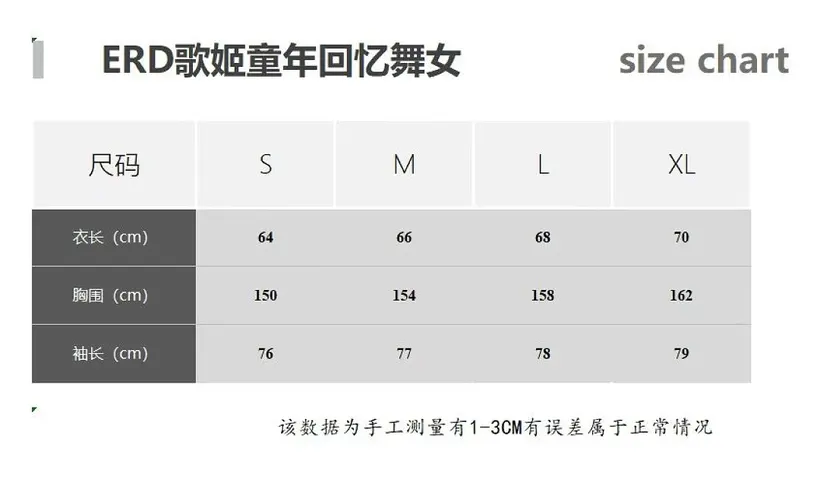 ERD歌姬童年回忆舞女 size chart
尺码 S M L XL
衣长（cm） 64 66 68 70
胸围（cm） 150 154 158 162
袖长（cm） 76 77 78 79
该数据为手工测量有1-3CM有误差属于正常情况